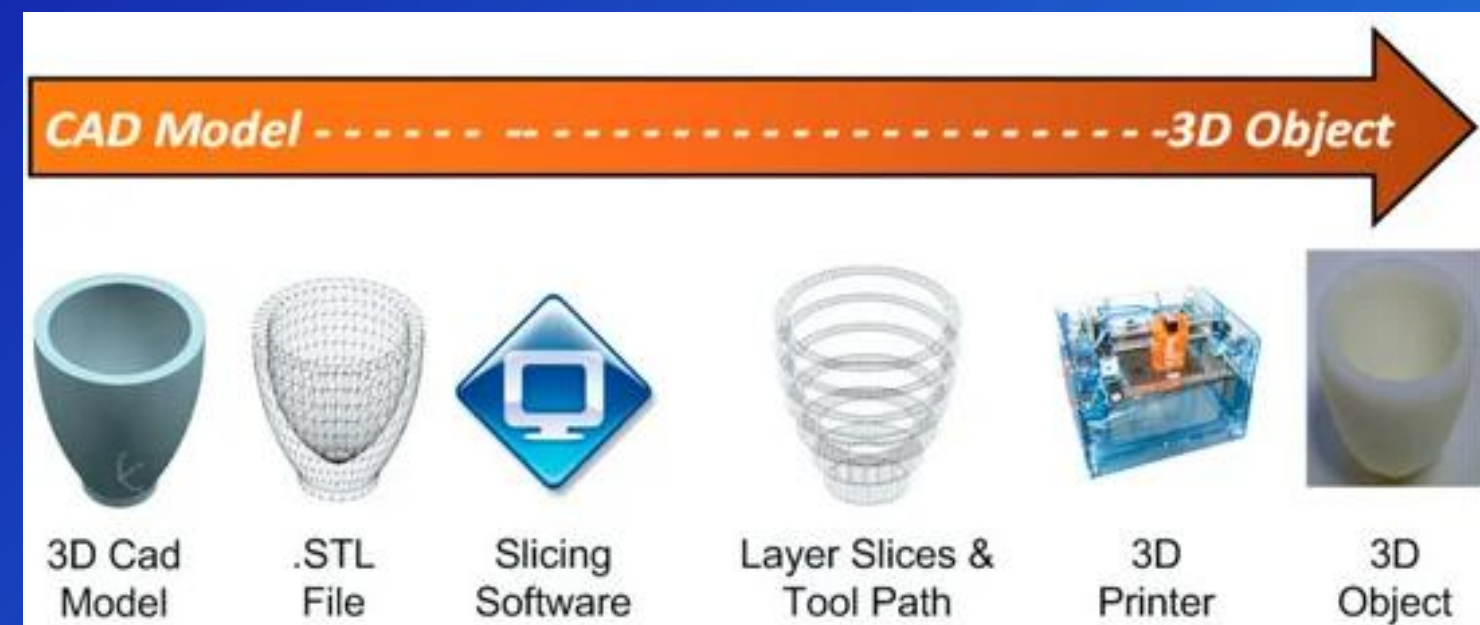 CAD Model - - - - - - -- - - - - - - - - - - - - - - - - - - - - -3D Object
3D Cad
Model
.STL
File
Slicing
Software
Layer Slices &
Tool Path
3D
Printer
3D
Object